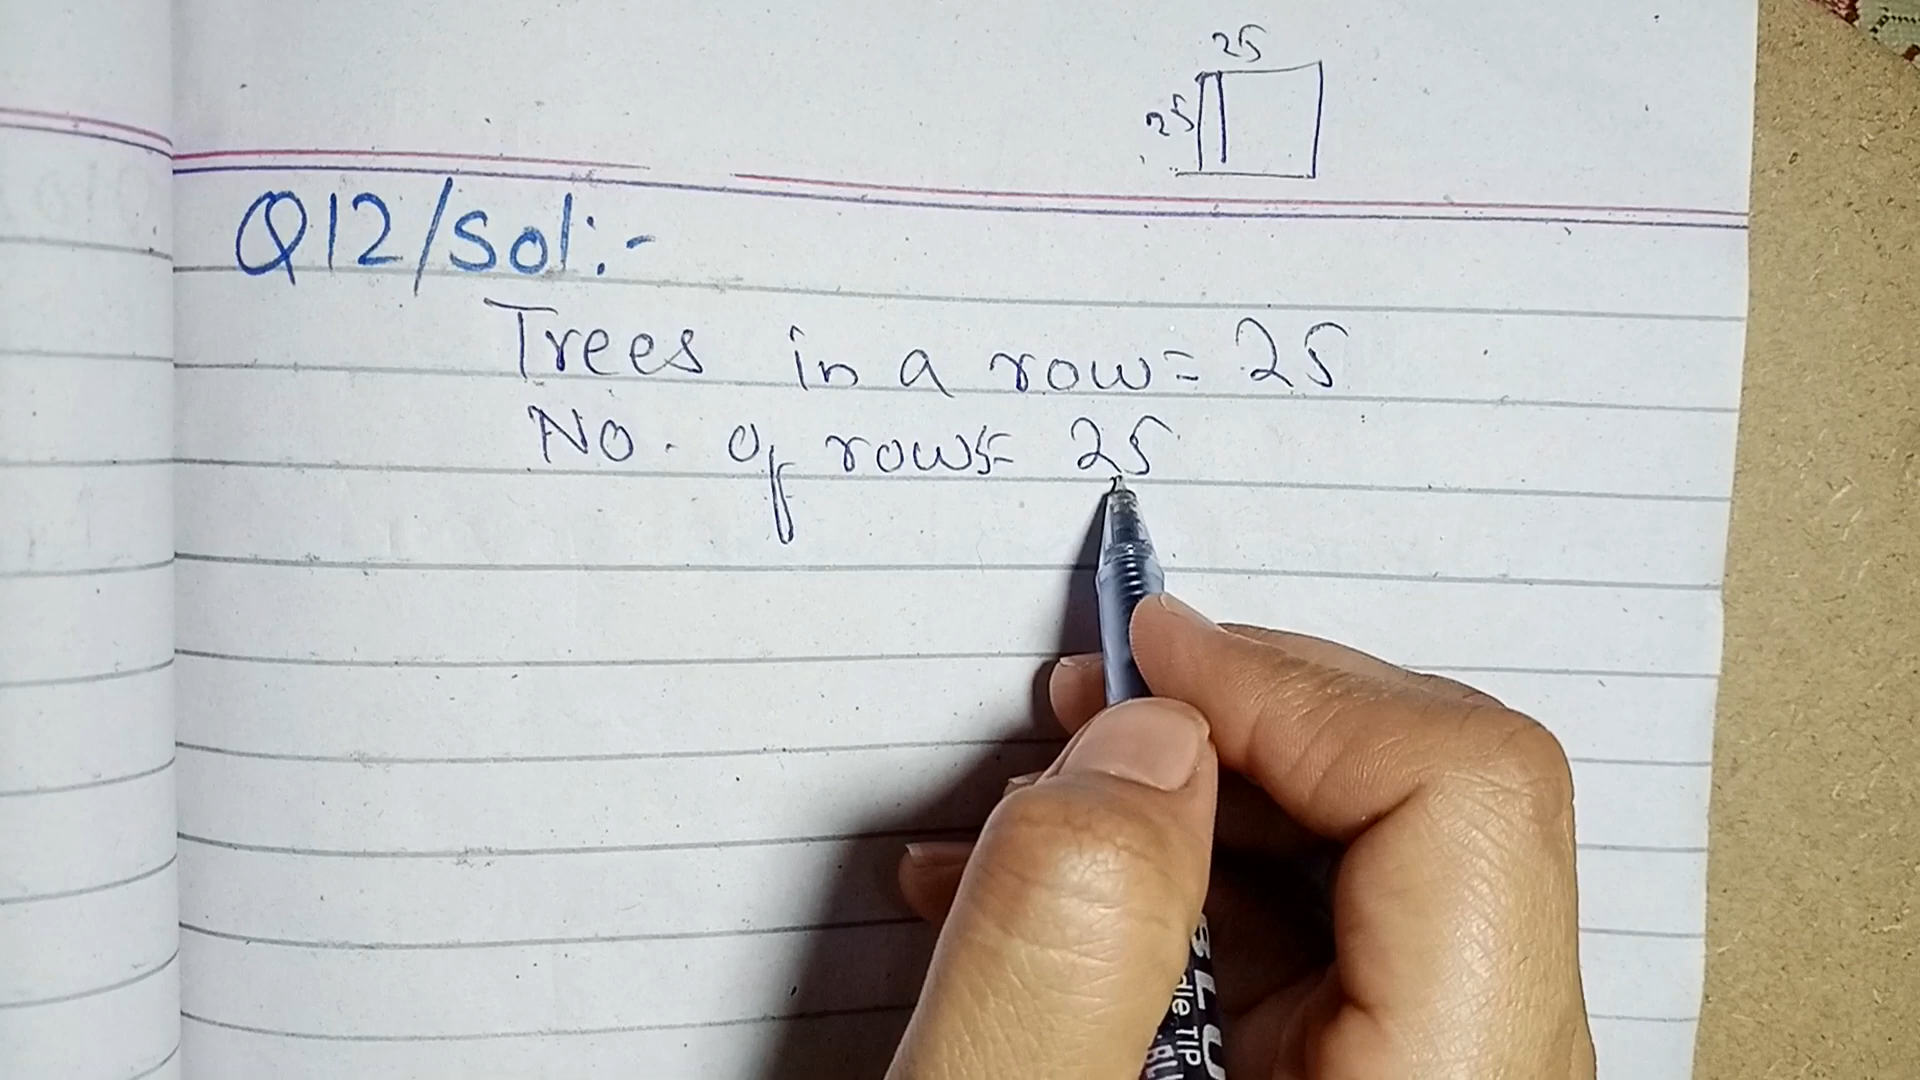 25
25
Q12/Sol:-
Trees in a row = 25
No. of rows = 25